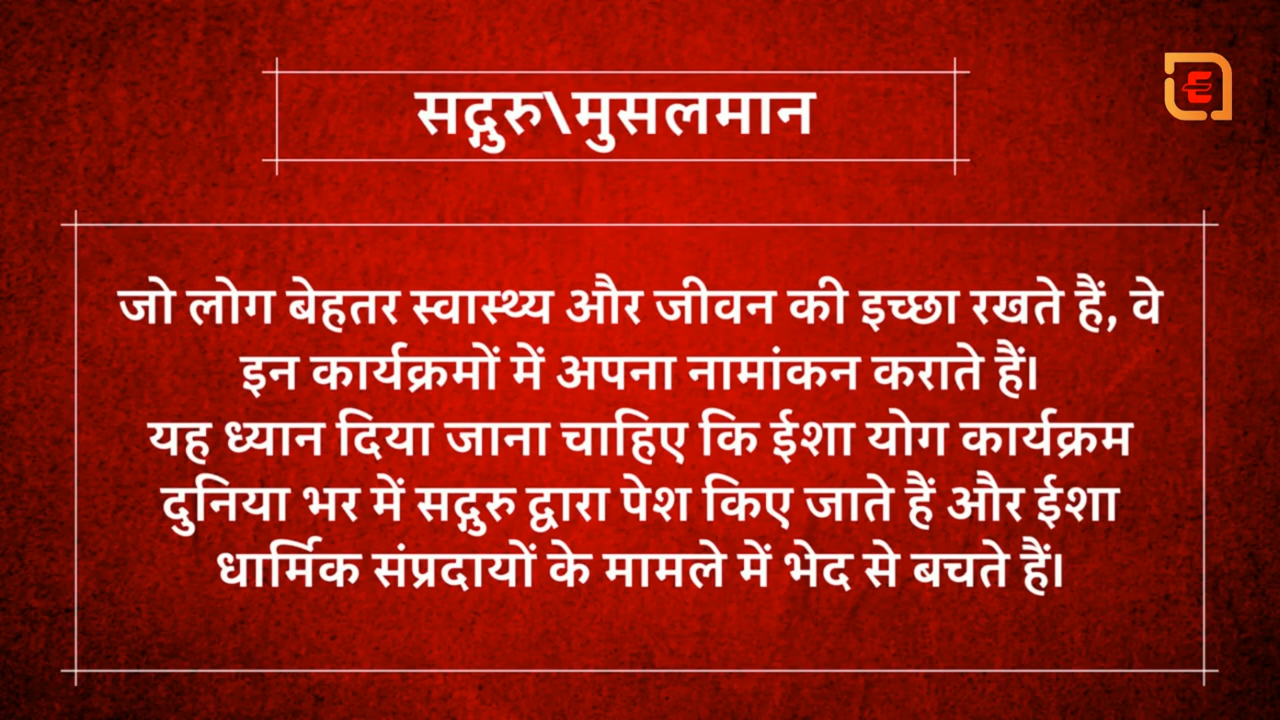 सद्गुरु\मुसलमान
जो लोग बेहतर स्वास्थ्य और जीवन की इच्छा रखते हैं, वे
इन कार्यक्रमों में अपना नामांकन कराते हैं।
यह ध्यान दिया जाना चाहिए कि ईशा योग कार्यक्रम
दुनिया भर में सद्गुरु द्वारा पेश किए जाते हैं और ईशा
धार्मिक संप्रदायों के मामले में भेद से बचते हैं।